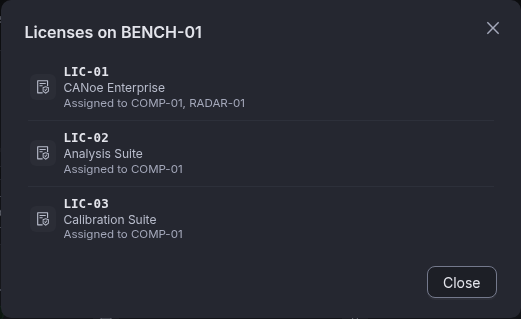 Licenses on BENCH-01
LIC-01
CANoe Enterprise
Assigned to COMP-01, RADAR-01
LIC-02
Analysis Suite
Assigned to COMP-01
LIC-03
Calibration Suite
Assigned to COMP-01
Close